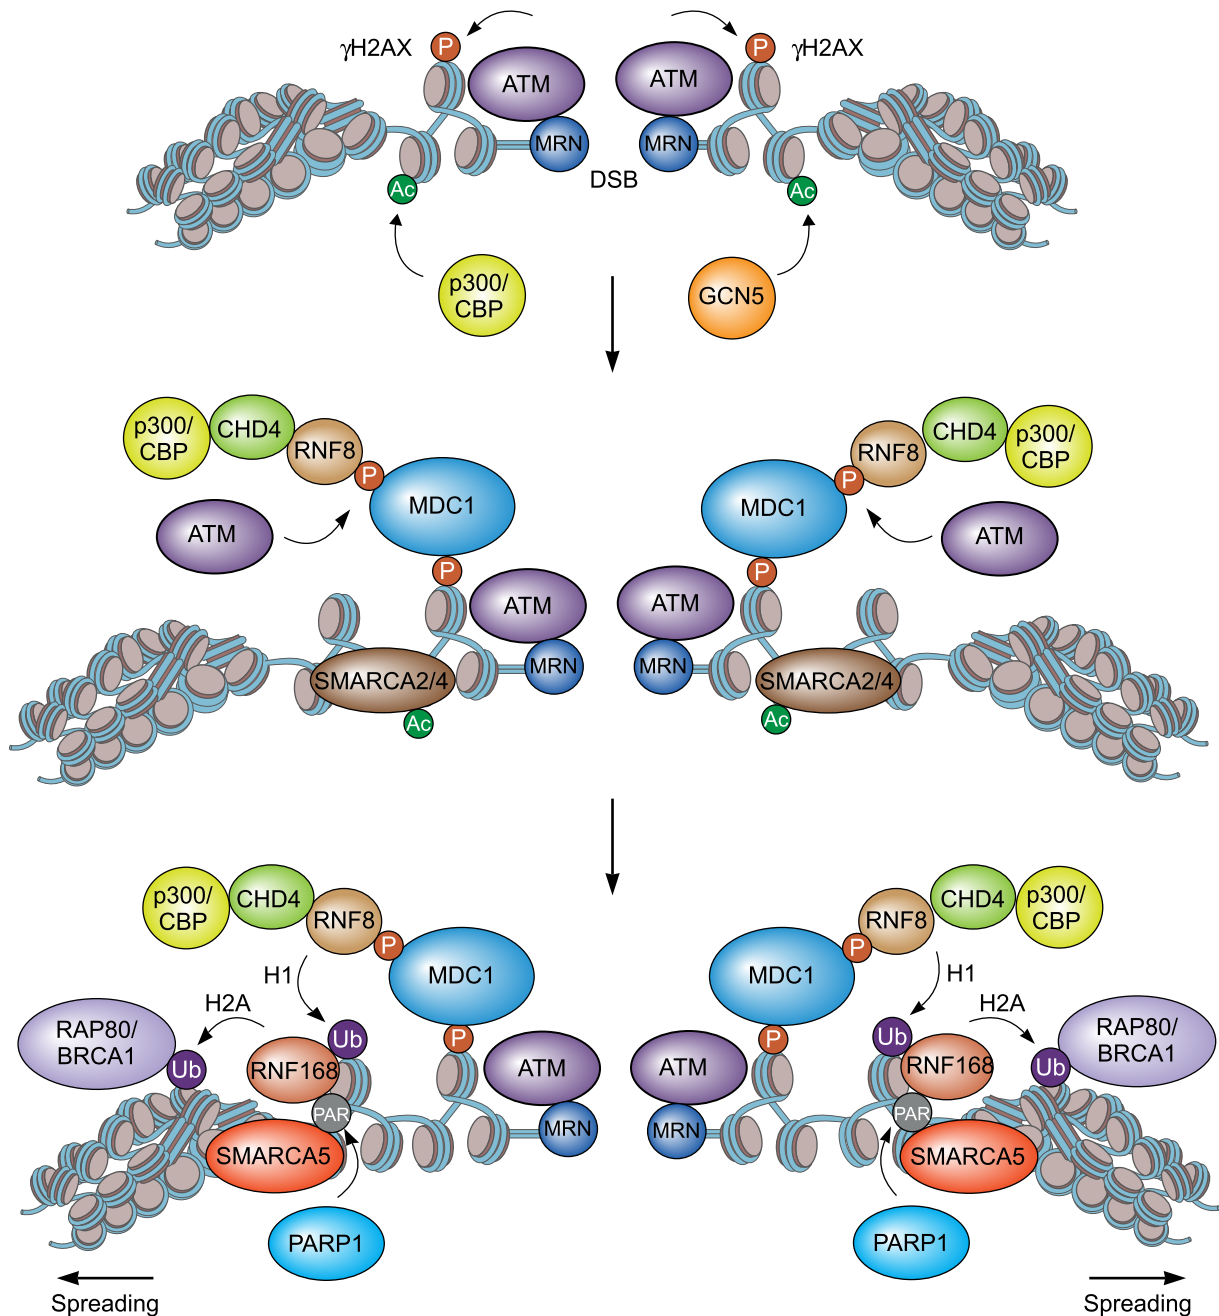 P
P
γH2AX
γH2AX
ATM
ATM
MRN
MRN
DSB
Ac
Ac
p300/
CBP
GCN5
p300/
CBP
CHD4
RNF8
P
MDC1
ATM
P
ATM
MRN
SMARCA2/4
Ac
p300/
CBP
CHD4
RNF8
P
MDC1
ATM
P
ATM
MRN
SMARCA2/4
Ac
p300/
CBP
CHD4
RNF8
P
MDC1
H1
H2A
RAP80/
BRCA1
Ub
Ub
RNF168
P
ATM
PAR
MRN
SMARCA5
PARP1
Spreading
p300/
CBP
CHD4
RNF8
P
MDC1
H1
H2A
RAP80/
BRCA1
Ub
Ub
RNF168
P
ATM
PAR
MRN
SMARCA5
PARP1
Spreading